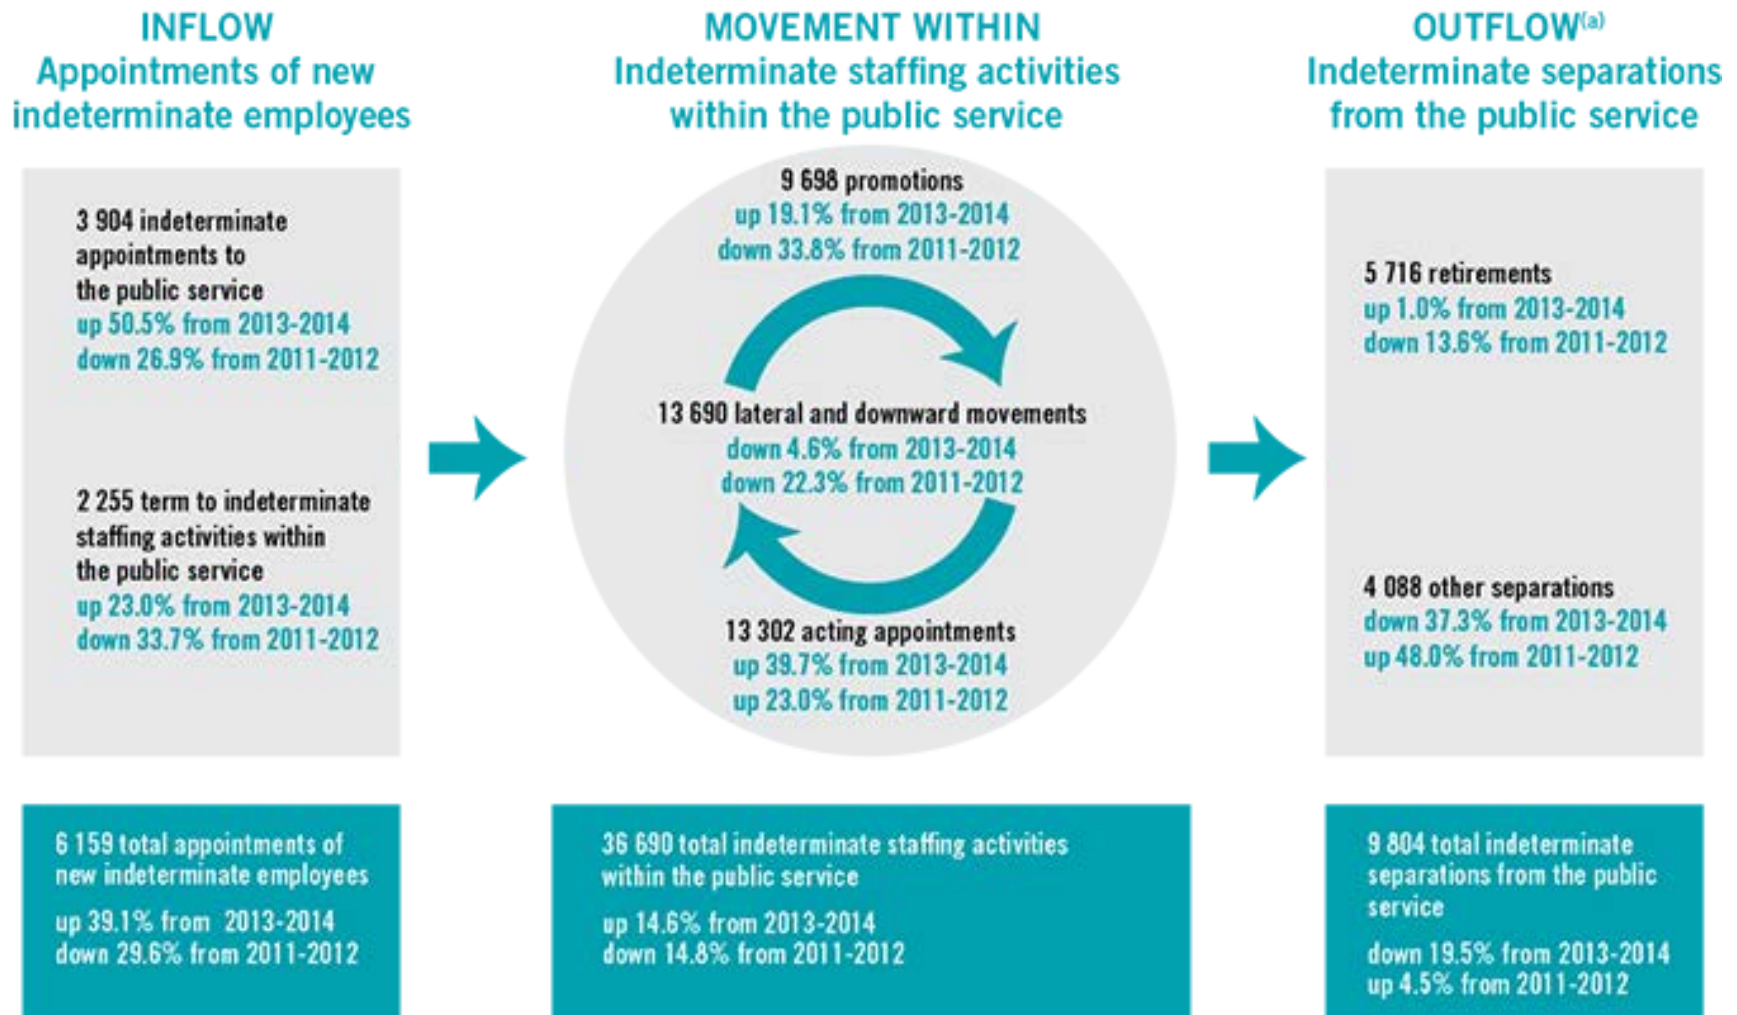 INFLOW
Appointments of new
indeterminate employees
3 904 indeterminate
appointments to
the public service
up 50.5% from 2013-2014
down 26.9% from 2011-2012
2 255 term to indeterminate
staffing activities within
the public service
up 23.0% from 2013-2014
down 33.7% from 2011-2012
6 159 total appointments of
new indeterminate employees
up 39.1% from 2013-2014
down 29.6% from 2011-2012
MOVEMENT WITHIN
Indeterminate staffing activities
within the public service
9 698 promotions
up 19.1% from 2013-2014
down 33.8% from 2011-2012
13 690 lateral and downward movements
down 4.6% from 2013-2014
down 22.3% from 2011-2012
13 302 acting appointments
up 39.7% from 2013-2014
up 23.0% from 2011-2012
36 690 total indeterminate staffing activities
within the public service
up 14.6% from 2013-2014
down 14.8% from 2011-2012
OUTFLOW(a)
Indeterminate separations
from the public service
5 716 retirements
up 1.0% from 2013-2014
down 13.6% from 2011-2012
4 088 other separations
down 37.3% from 2013-2014
up 48.0% from 2011-2012
9 804 total indeterminate
separations from the public
service
down 19.5% from 2013-2014
up 4.5% from 2011-2012